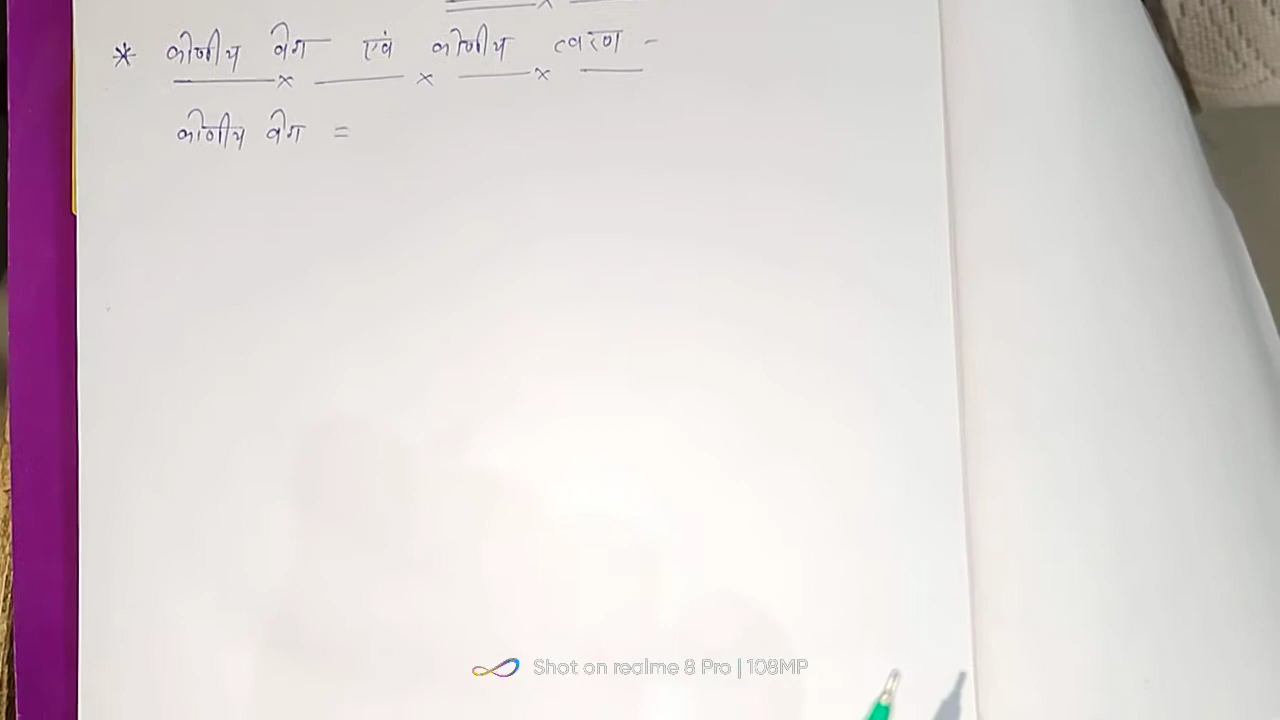 * कोणीय वेग एवं कोणीय त्वरण -
कोणीय वेग =
Shot on realme 8 Pro | 108MP